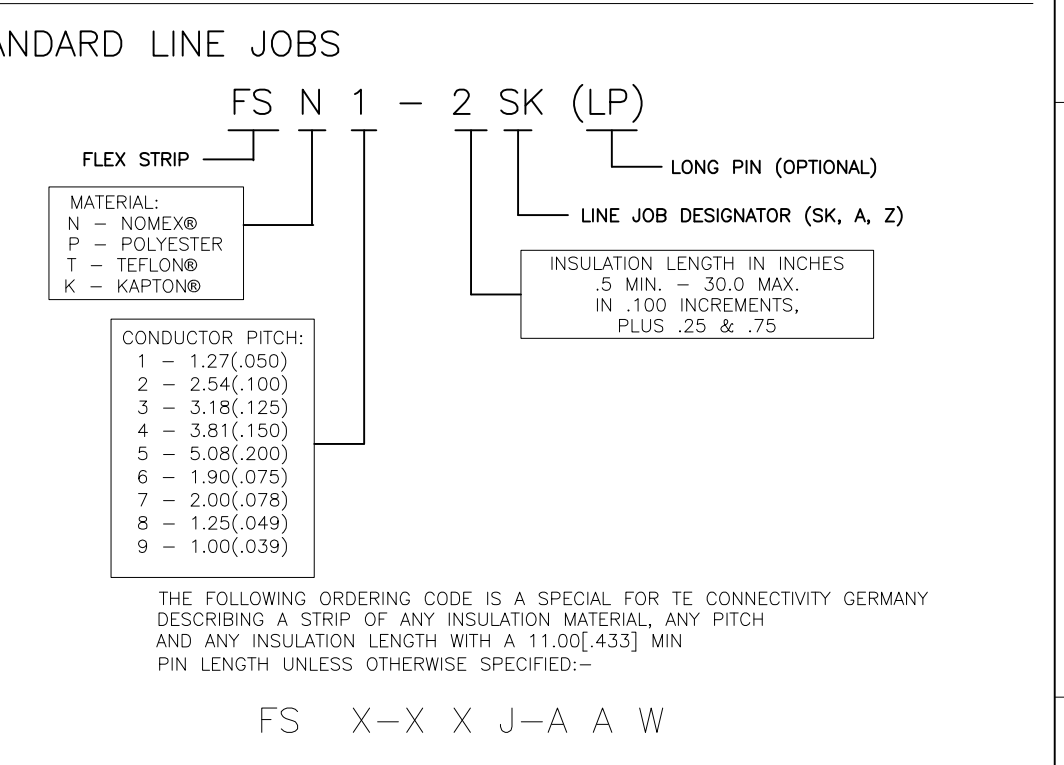 ANDARD LINE JOBS
FS N 1 - 2 SK (LP)
FLEX STRIP
LONG PIN (OPTIONAL)
LINE JOB DESIGNATOR (SK, A, Z)
MATERIAL:
N - NOMEX®
P - POLYESTER
T - TEFLON®
K - KAPTON®
INSULATION LENGTH IN INCHES
.5 MIN. - 30.0 MAX.
IN .100 INCREMENTS,
PLUS .25 & .75
CONDUCTOR PITCH:
1 - 1.27(.050)
2 - 2.54(.100)
3 - 3.18(.125)
4 - 3.81(.150)
5 - 5.08(.200)
6 - 1.90(.075)
7 - 2.00(.078)
8 - 1.25(.049)
9 - 1.00(.039)
THE FOLLOWING ORDERING CODE IS A SPECIAL FOR TE CONNECTIVITY GERMANY
DESCRIBING A STRIP OF ANY INSULATION MATERIAL, ANY PITCH
AND ANY INSULATION LENGTH WITH A 11.00[.433] MIN
PIN LENGTH UNLESS OTHERWISE SPECIFIED:-
FS X-X X J-A A W